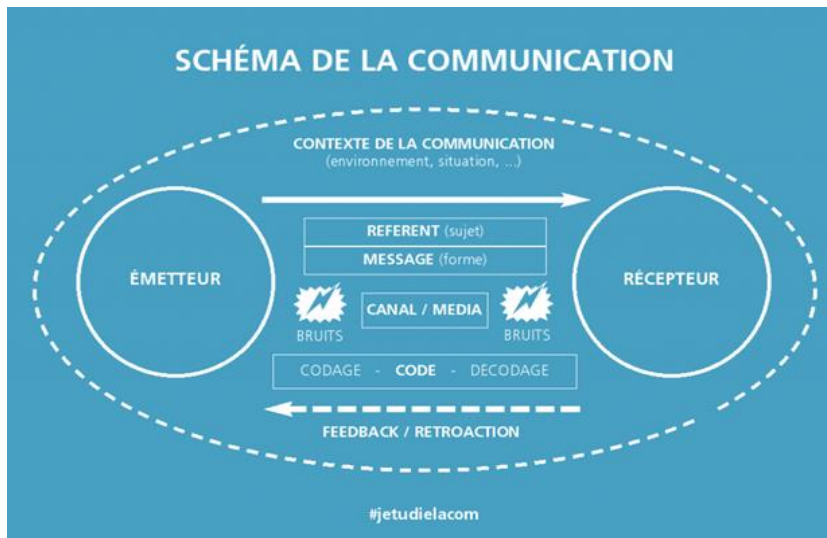 SCHÉMA DE LA COMMUNICATION
CONTEXTE DE LA COMMUNICATION
(environnement, situation, ...)
REFERENT (sujet)
MESSAGE (forme)
ÉMETTEUR
RÉCEPTEUR
CANAL / MEDIA
BRUITS
BRUITS
CODAGE - CODE - DECODAGE
FEEDBACK / RETROACTION
#jetudielacom